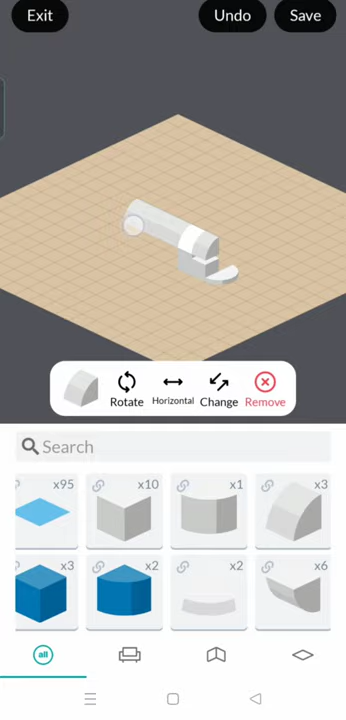 Exit
Undo
Save
Rotate
Horizontal
Change
Remove
Search
x95
x10
x1
x3
x3
x2
x2
x6
all